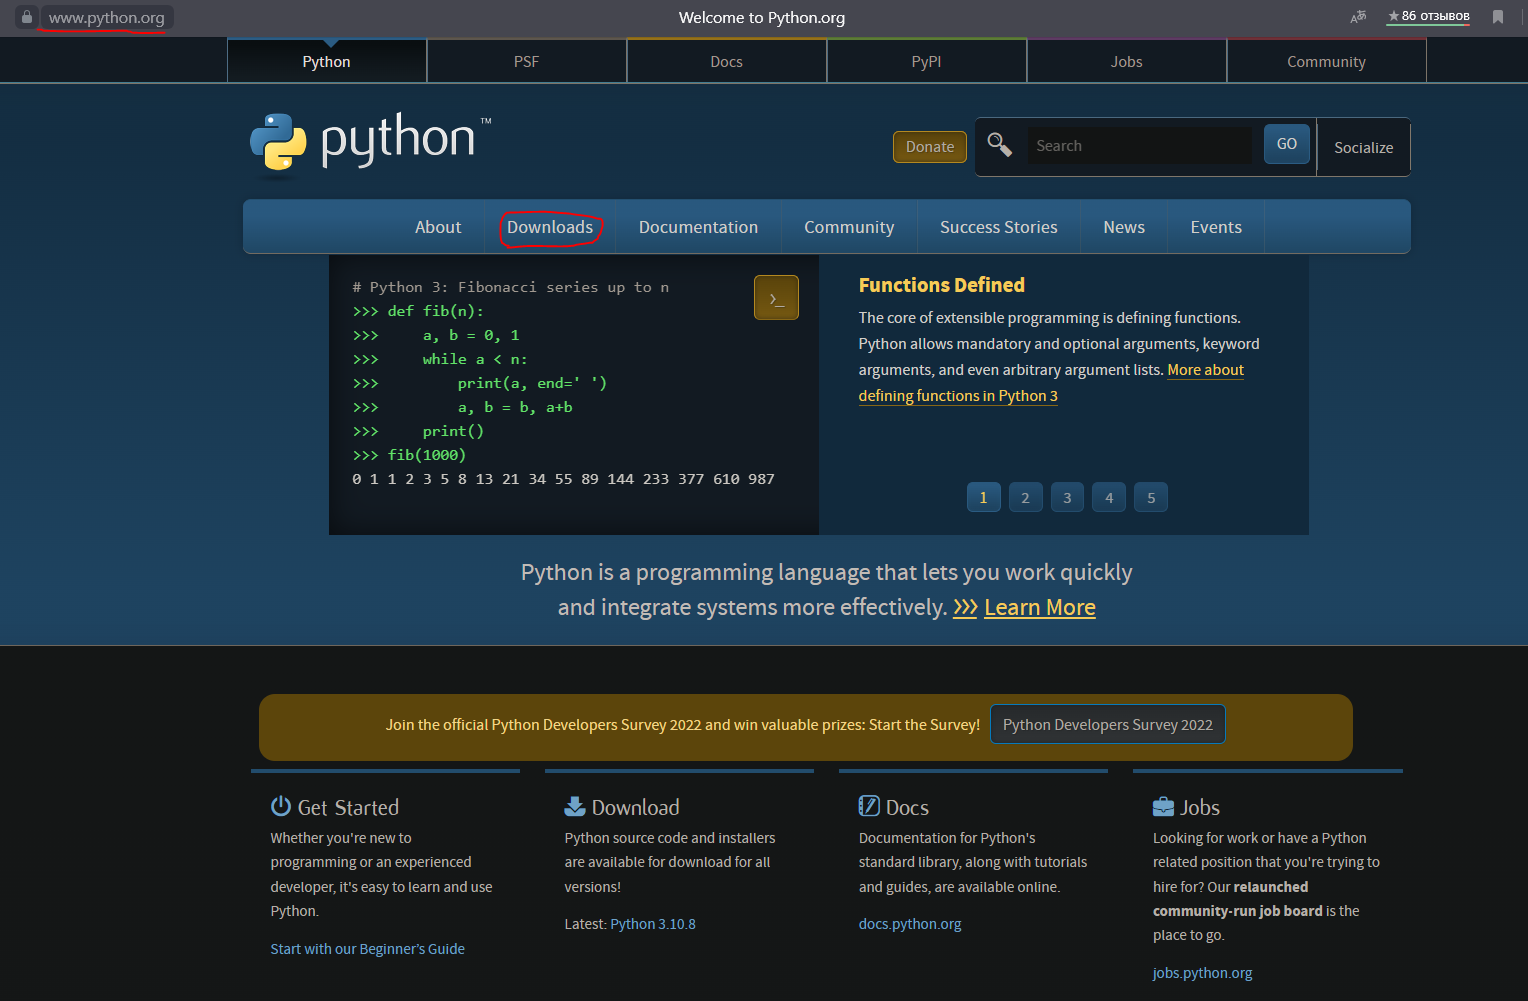 www.python.org
Welcome to Python.org
★86 отзывов
Python
PSF
Docs
PyPI
Jobs
Community
python™
Donate
Search
GO
Socialize
About
Downloads
Documentation
Community
Success Stories
News
Events
# Python 3: Fibonacci series up to n
>>> def fib(n):
>>>     a, b = 0, 1
>>>     while a < n:
>>>         print(a, end=' ')
>>>         a, b = b, a+b
>>>     print()
>>> fib(1000)
0 1 1 2 3 5 8 13 21 34 55 89 144 233 377 610 987
>_
Functions Defined
The core of extensible programming is defining functions.
Python allows mandatory and optional arguments, keyword
arguments, and even arbitrary argument lists. More about
defining functions in Python 3
1 2 3 4 5
Python is a programming language that lets you work quickly
and integrate systems more effectively. >>> Learn More
Join the official Python Developers Survey 2022 and win valuable prizes: Start the Survey!
Python Developers Survey 2022
Get Started
Whether you're new to
programming or an experienced
developer, it's easy to learn and use
Python.
Start with our Beginner's Guide
Download
Python source code and installers
are available for download for all
versions!
Latest: Python 3.10.8
Docs
Documentation for Python's
standard library, along with tutorials
and guides, are available online.
docs.python.org
Jobs
Looking for work or have a Python
related position that you're trying to
hire for? Our relaunched
community-run job board is the
place to go.
jobs.python.org